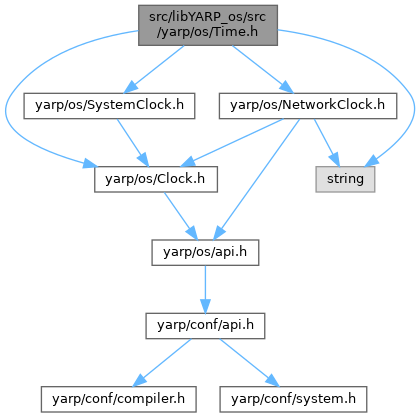 src/libYARP_os/src
/yarp/os/Time.h
yarp/os/SystemClock.h
yarp/os/NetworkClock.h
yarp/os/Clock.h
string
yarp/os/api.h
yarp/conf/api.h
yarp/conf/compiler.h
yarp/conf/system.h